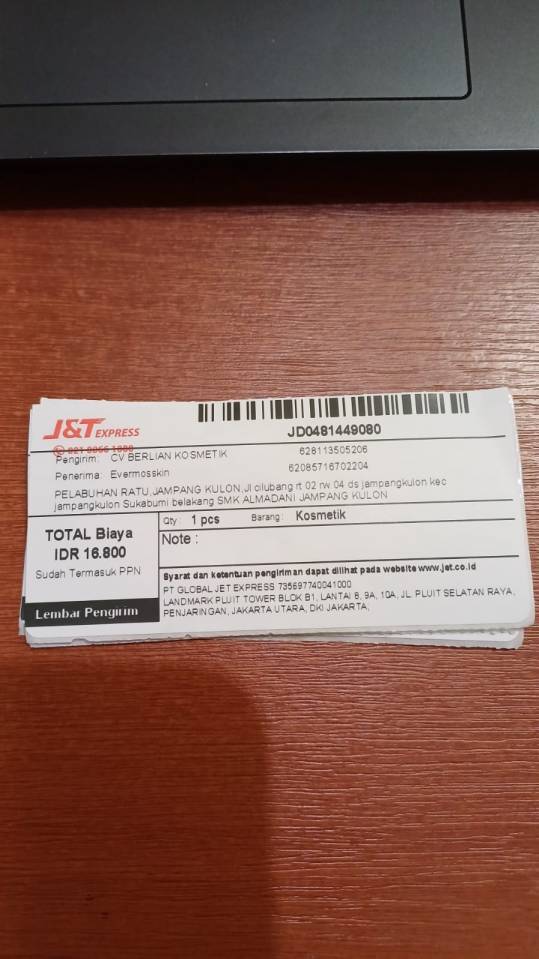 J&T EXPRESS
JD0481449080
021 8066 1888
Pengirim: CV BERLIAN KOSMETIK 628113505206
Penerima: Evermosskin 62085716702204
PELABUHAN RATU,JAMPANG KULON,Jl cilubang rt 02 rw 04 ds jampangkulon kec
jampangkulon Sukabumi belakang SMK ALMADANI JAMPANG KULON
TOTAL Biaya
IDR 16.800
Sudah Termasuk PPN
Lembar Pengirim
Qty 1 pcs Barang: Kosmetik
Note :
Syarat dan ketentuan pengiriman dapat dilihat pada website www.jet.co.id
PT GLOBAL JET EXPRESS 735697740041000
LANDMARK PLUIT TOWER BLOK B1, LANTAI 8, 9A, 10A, JL. PLUIT SELATAN RAYA,
PENJARINGAN, JAKARTA UTARA, DKI JAKARTA,